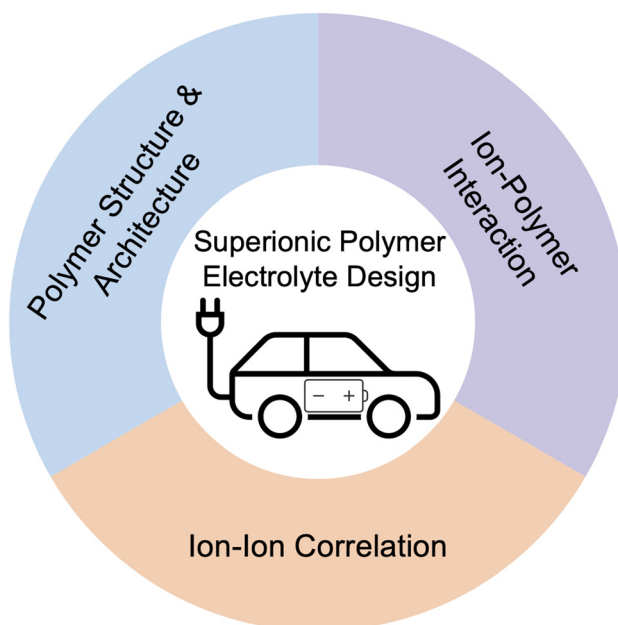 Polymer Structure &
Architecture
Ion-Polymer
Interaction
Superionic Polymer
Electrolyte Design
− +
Ion-Ion Correlation